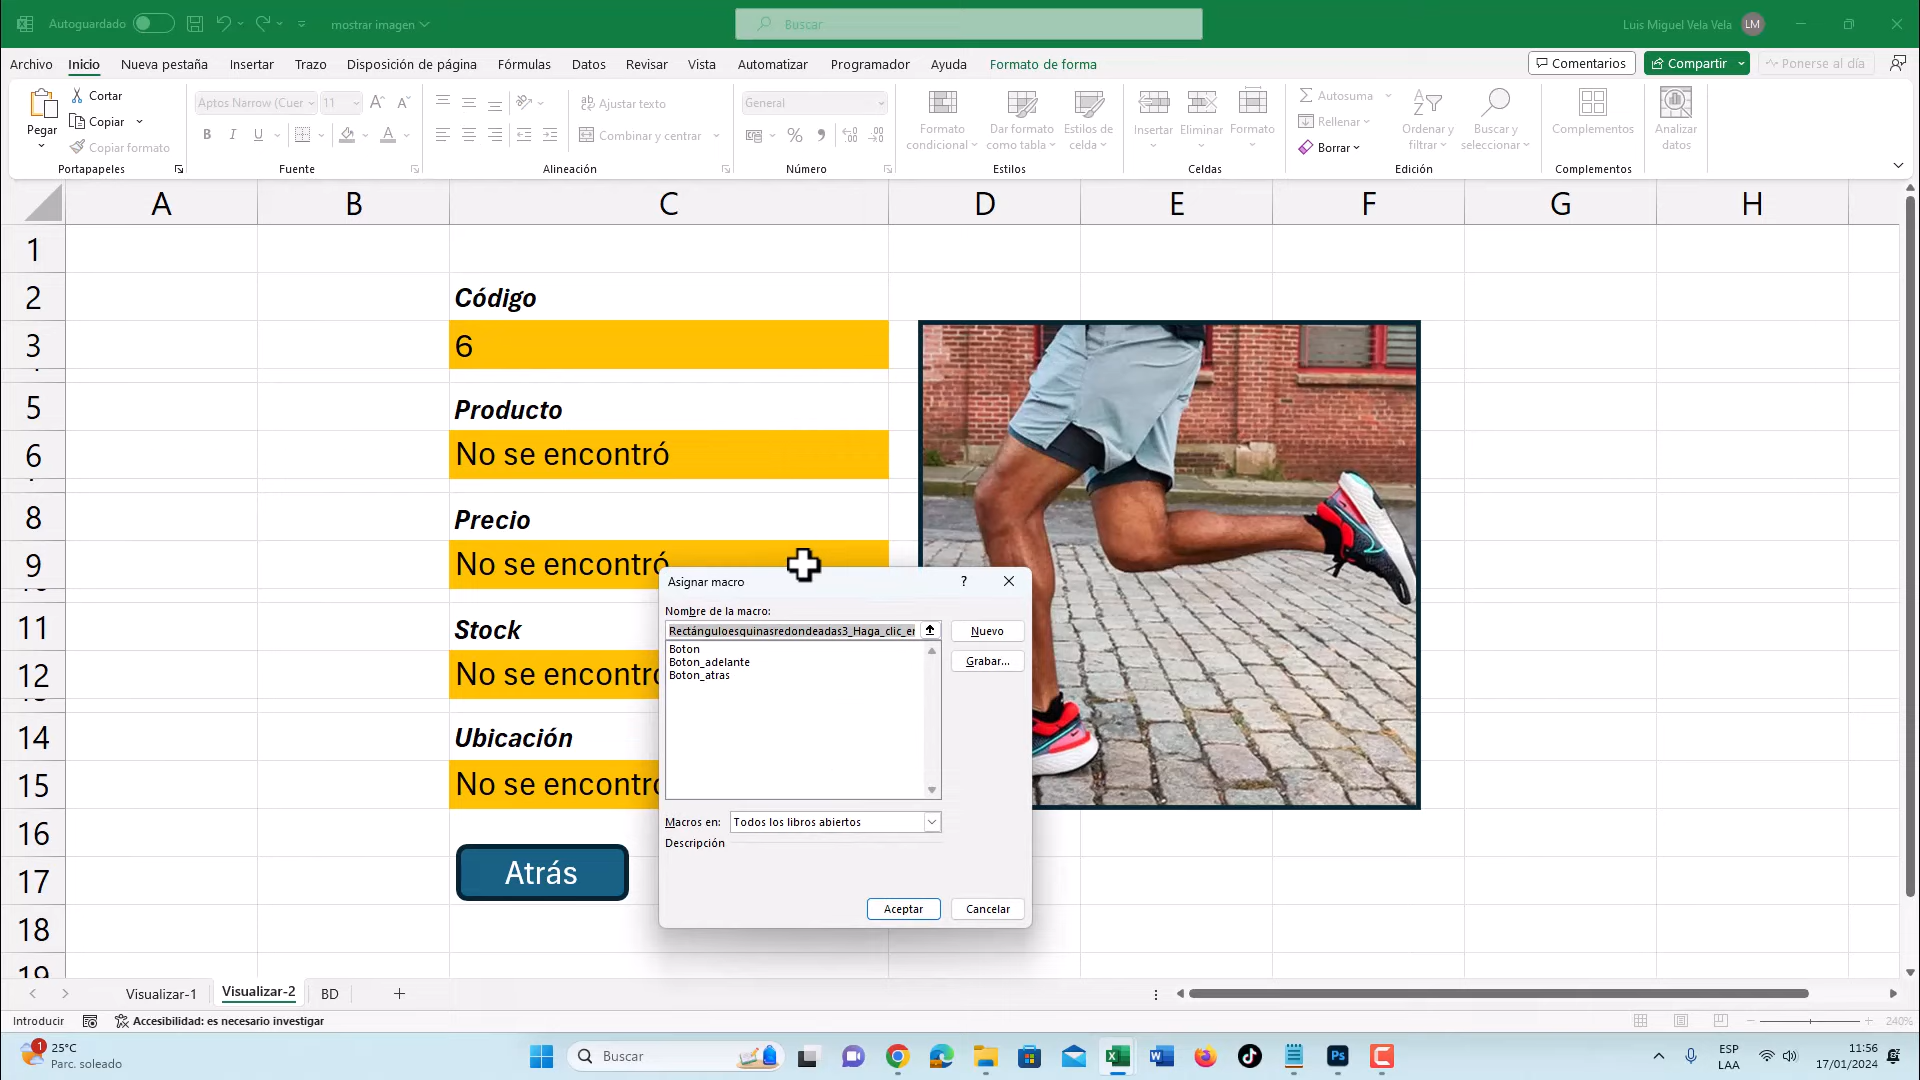 Autoguardado
mostrar imagen
Buscar
Luis Miguel Vela Vela
LM
Archivo
Inicio
Nueva pestaña
Insertar
Trazo
Disposición de página
Fórmulas
Datos
Revisar
Vista
Automatizar
Programador
Ayuda
Formato de forma
Comentarios
Compartir
Ponerse al día
Pegar
Cortar
Copiar
Copiar formato
Portapapeles
Aptos Narrow (Cuer
11
Fuente
Ajustar texto
Combinar y centrar
Alineación
General
Número
Formato condicional
Dar formato como tabla
Estilos de celda
Estilos
Insertar
Eliminar
Formato
Celdas
Autosuma
Rellenar
Borrar
Ordenar y filtrar
Buscar y seleccionar
Edición
Complementos
Complementos
Analizar datos
A B C D E F G H
1
2 Código
3 6
5 Producto
6 No se encontró
8 Precio
9 No se encontró
11 Stock
12 No se encontró
14 Ubicación
15 No se encontró
16
17 Atrás
18
19
Asignar macro
?
Nombre de la macro:
Rectánguloesquinasredondeadas3_Haga_clic_er
Nuevo
Grabar...
Boton
Boton_adelante
Boton_atras
Macros en:
Todos los libros abiertos
Descripción
Aceptar
Cancelar
Visualizar-1
Visualizar-2
BD
Introducir
Accesibilidad: es necesario investigar
240%
1
25°C
Parc. soleado
Buscar
ESP
LAA
11:56
17/01/2024